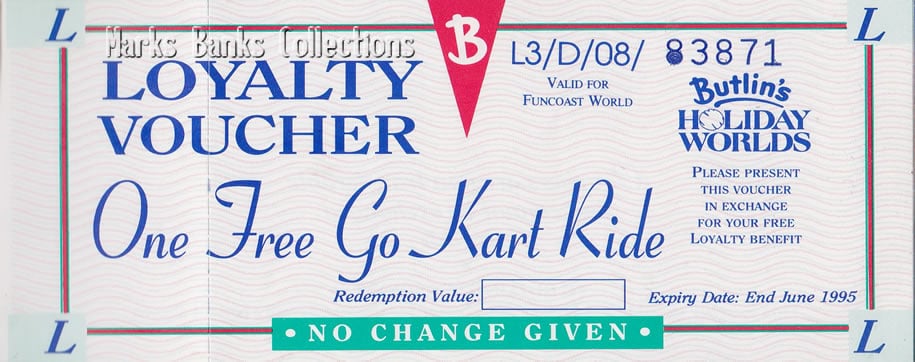 L L
Marks Banks Collections
B
L3/D/08/ 83871
LOYALTY
VOUCHER
VALID FOR
FUNCOAST WORLD
Butlin's
HOLIDAY
WORLDS
PLEASE PRESENT
THIS VOUCHER
IN EXCHANGE
FOR YOUR FREE
LOYALTY BENEFIT
One Free Go Kart Ride
Redemption Value: Expiry Date: End June 1995
• NO CHANGE GIVEN •
L L